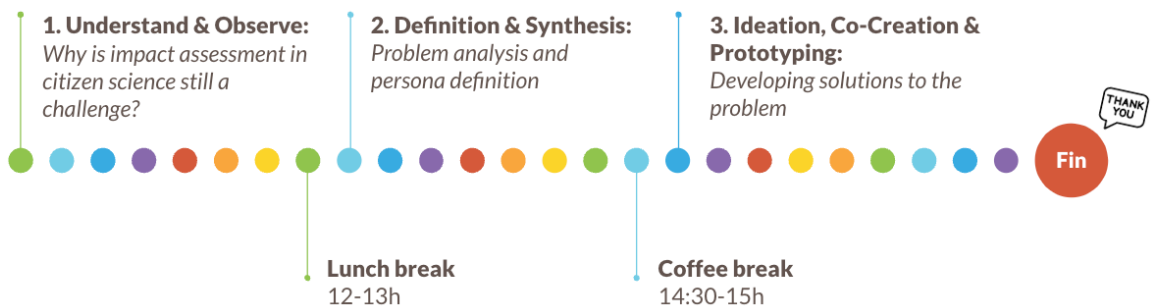 1. Understand & Observe:
Why is impact assessment in
citizen science still a
challenge?
2. Definition & Synthesis:
Problem analysis and
persona definition
3. Ideation, Co-Creation &
Prototyping:
Developing solutions to the
problem
THANK
YOU
Fin
Lunch break
12-13h
Coffee break
14:30-15h